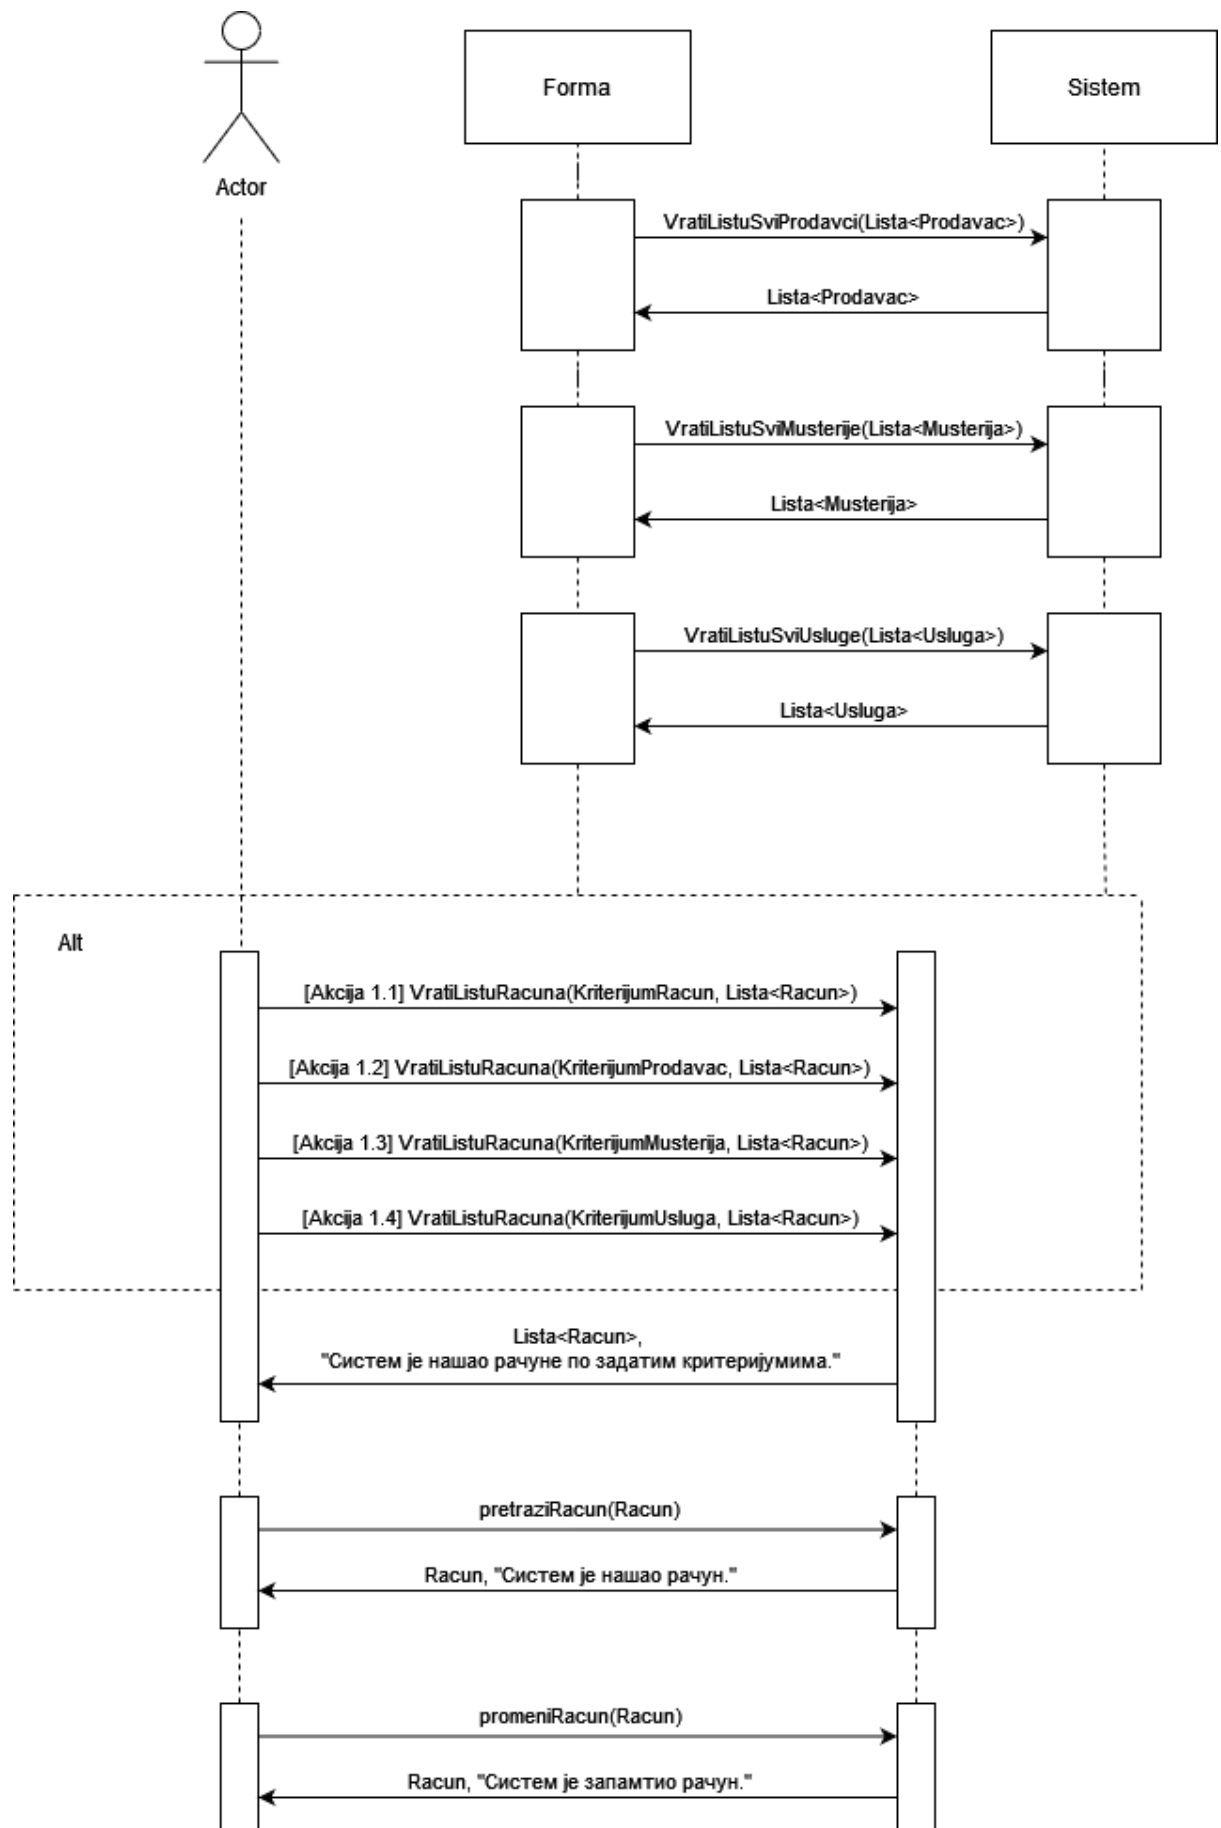 Actor
Forma
Sistem
VratiListuSviProdavci(Lista<Prodavac>)
Lista<Prodavac>
VratiListuSviMusterije(Lista<Musterija>)
Lista<Musterija>
VratiListuSviUsluge(Lista<Usluga>)
Lista<Usluga>
Alt
[Akcija 1.1] VratiListuRacuna(KriterijumRacun, Lista<Racun>)
[Akcija 1.2] VratiListuRacuna(KriterijumProdavac, Lista<Racun>)
[Akcija 1.3] VratiListuRacuna(KriterijumMusterija, Lista<Racun>)
[Akcija 1.4] VratiListuRacuna(KriterijumUsluga, Lista<Racun>)
Lista<Racun>,
"Систем је нашао рачуне по задатим критеријумима."
pretraziRacun(Racun)
Racun, "Систем је нашао рачун."
promeniRacun(Racun)
Racun, "Систем је запамтио рачун."